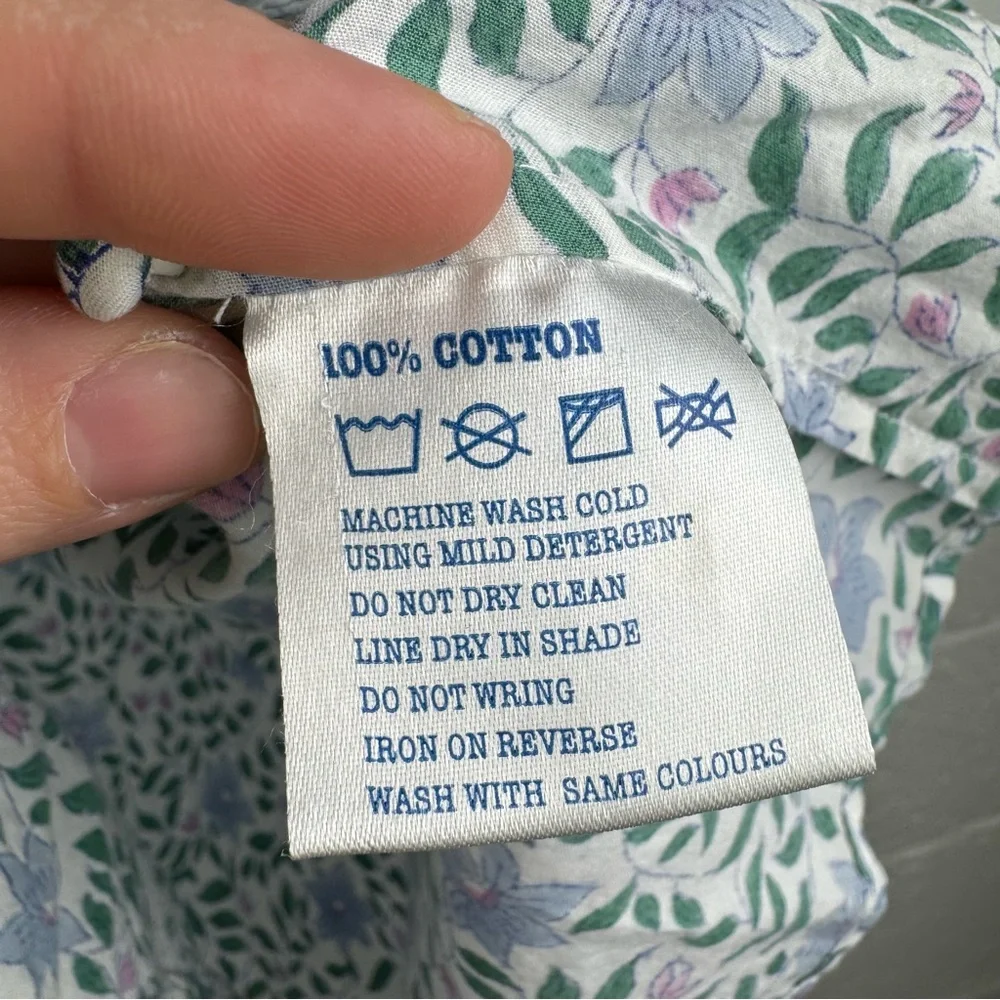 100% COTTON
MACHINE WASH COLD
USING MILD DETERGENT
DO NOT DRY CLEAN
LINE DRY IN SHADE
DO NOT WRING
IRON ON REVERSE
WASH WITH SAME COLOURS